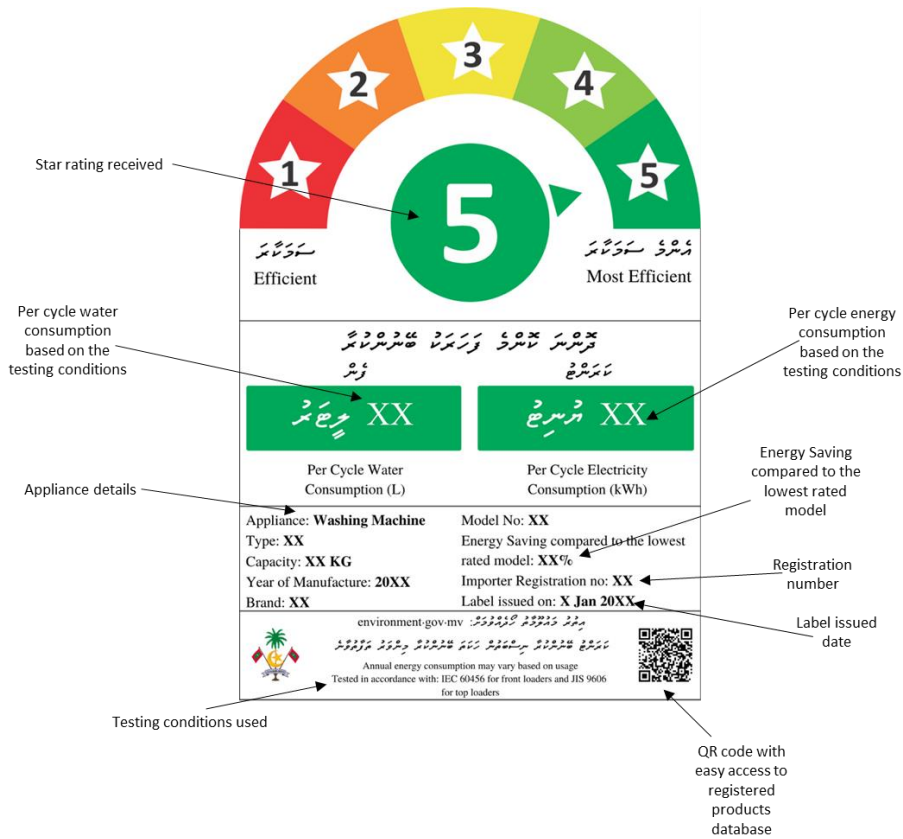 1
2
3
4
5
5
Star rating received
ސަމަކާރަ
Efficient
އެންމެ ސަމަކާރަ
Most Efficient
Per cycle water
consumption
based on the
testing conditions
Per cycle energy
consumption
based on the
testing conditions
ދޮންނަ ކޮންމެ ފަހަރަކު ބޭނުންކުރާ
ފެން
ކަރަންޓު
XX ލީޓަރު
XX ޔުނިޓު
Per Cycle Water
Consumption (L)
Per Cycle Electricity
Consumption (kWh)
Energy Saving
compared to the
lowest rated
model
Appliance details
Appliance: Washing Machine
Type: XX
Capacity: XX KG
Year of Manufacture: 20XX
Brand: XX
Model No: XX
Energy Saving compared to the lowest
rated model: XX%
Importer Registration no: XX
Label issued on: X Jan 20XX
Registration
number
Label issued
date
އިތުރު މައުލޫމާތު ހޯދެއްވުމަށް: environment.gov.mv
ކަރަންޓު ބޭނުންކުރާ ނިސްބަތުން ހަކަތަ ބޭނުންކުރާ މިންވަރު ތަފާތުވާނެ
Annual energy consumption may vary based on usage
Tested in accordance with: IEC 60456 for front loaders and JIS 9606
for top loaders
Testing conditions used
QR code with
easy access to
registered
products
database